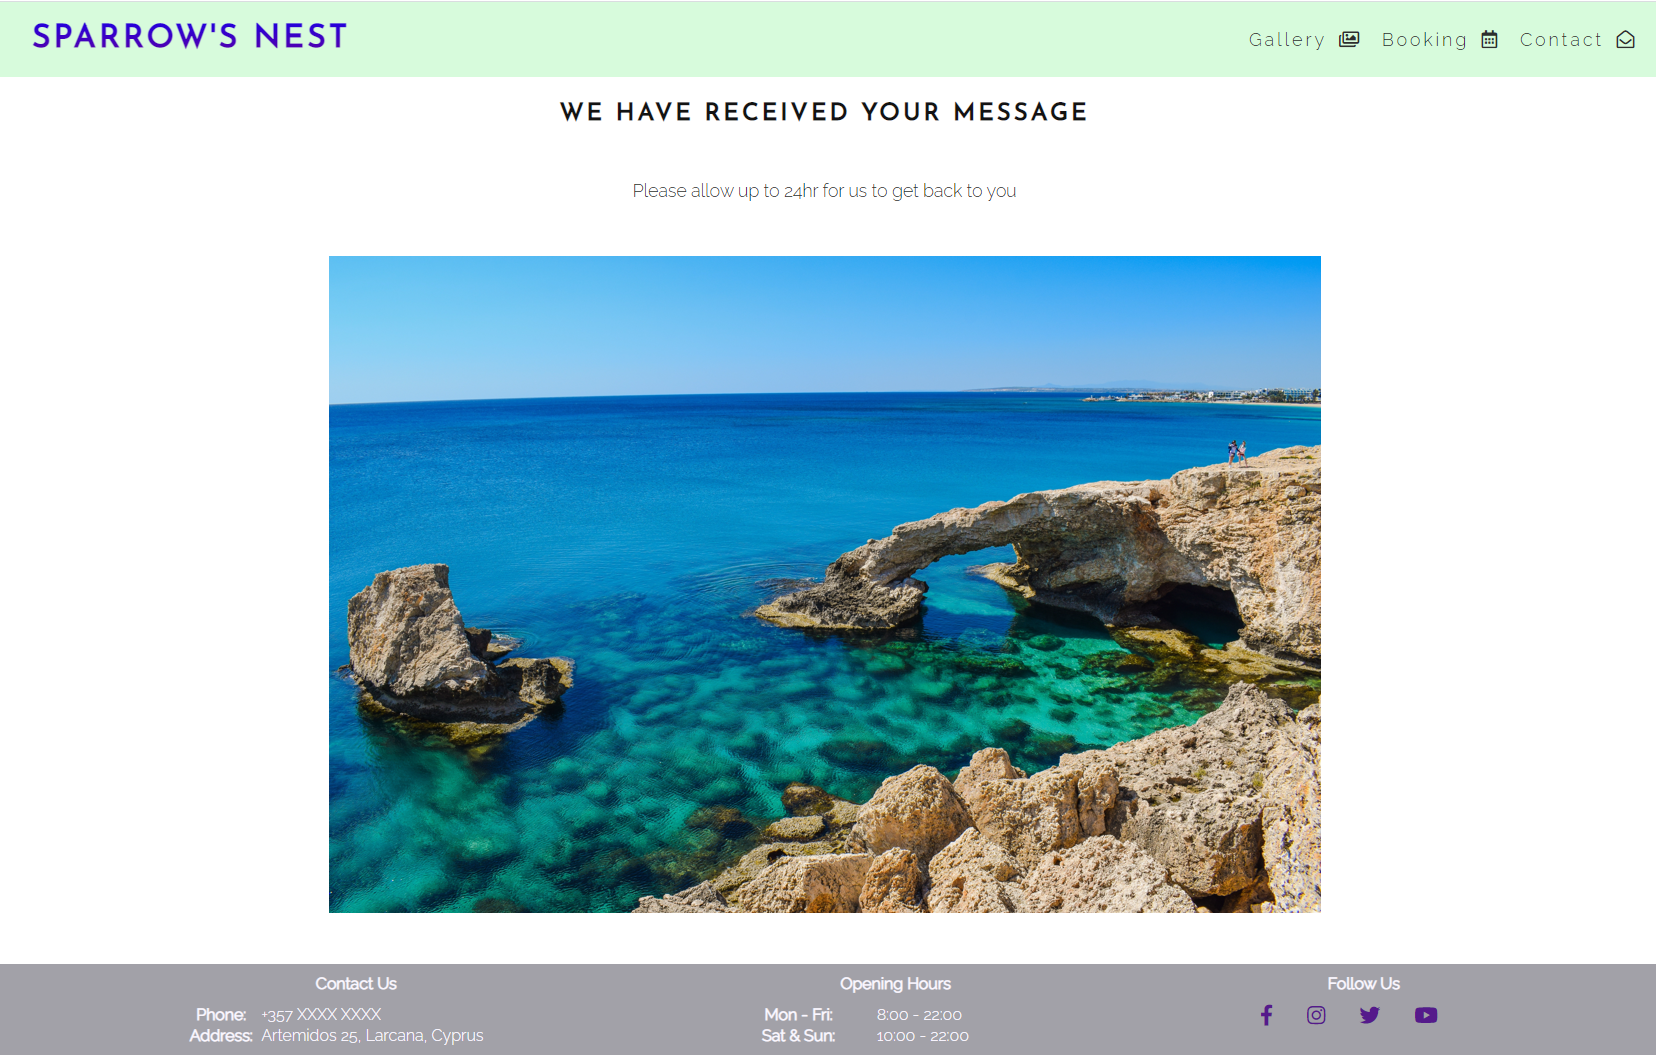 SPARROW'S NEST
Gallery Booking Contact
WE HAVE RECEIVED YOUR MESSAGE
Please allow up to 24hr for us to get back to you
Contact Us
Phone: +357 XXXX XXXX
Address: Artemidos 25, Larcana, Cyprus
Opening Hours
Mon - Fri: 8:00 - 22:00
Sat & Sun: 10:00 - 22:00
Follow Us